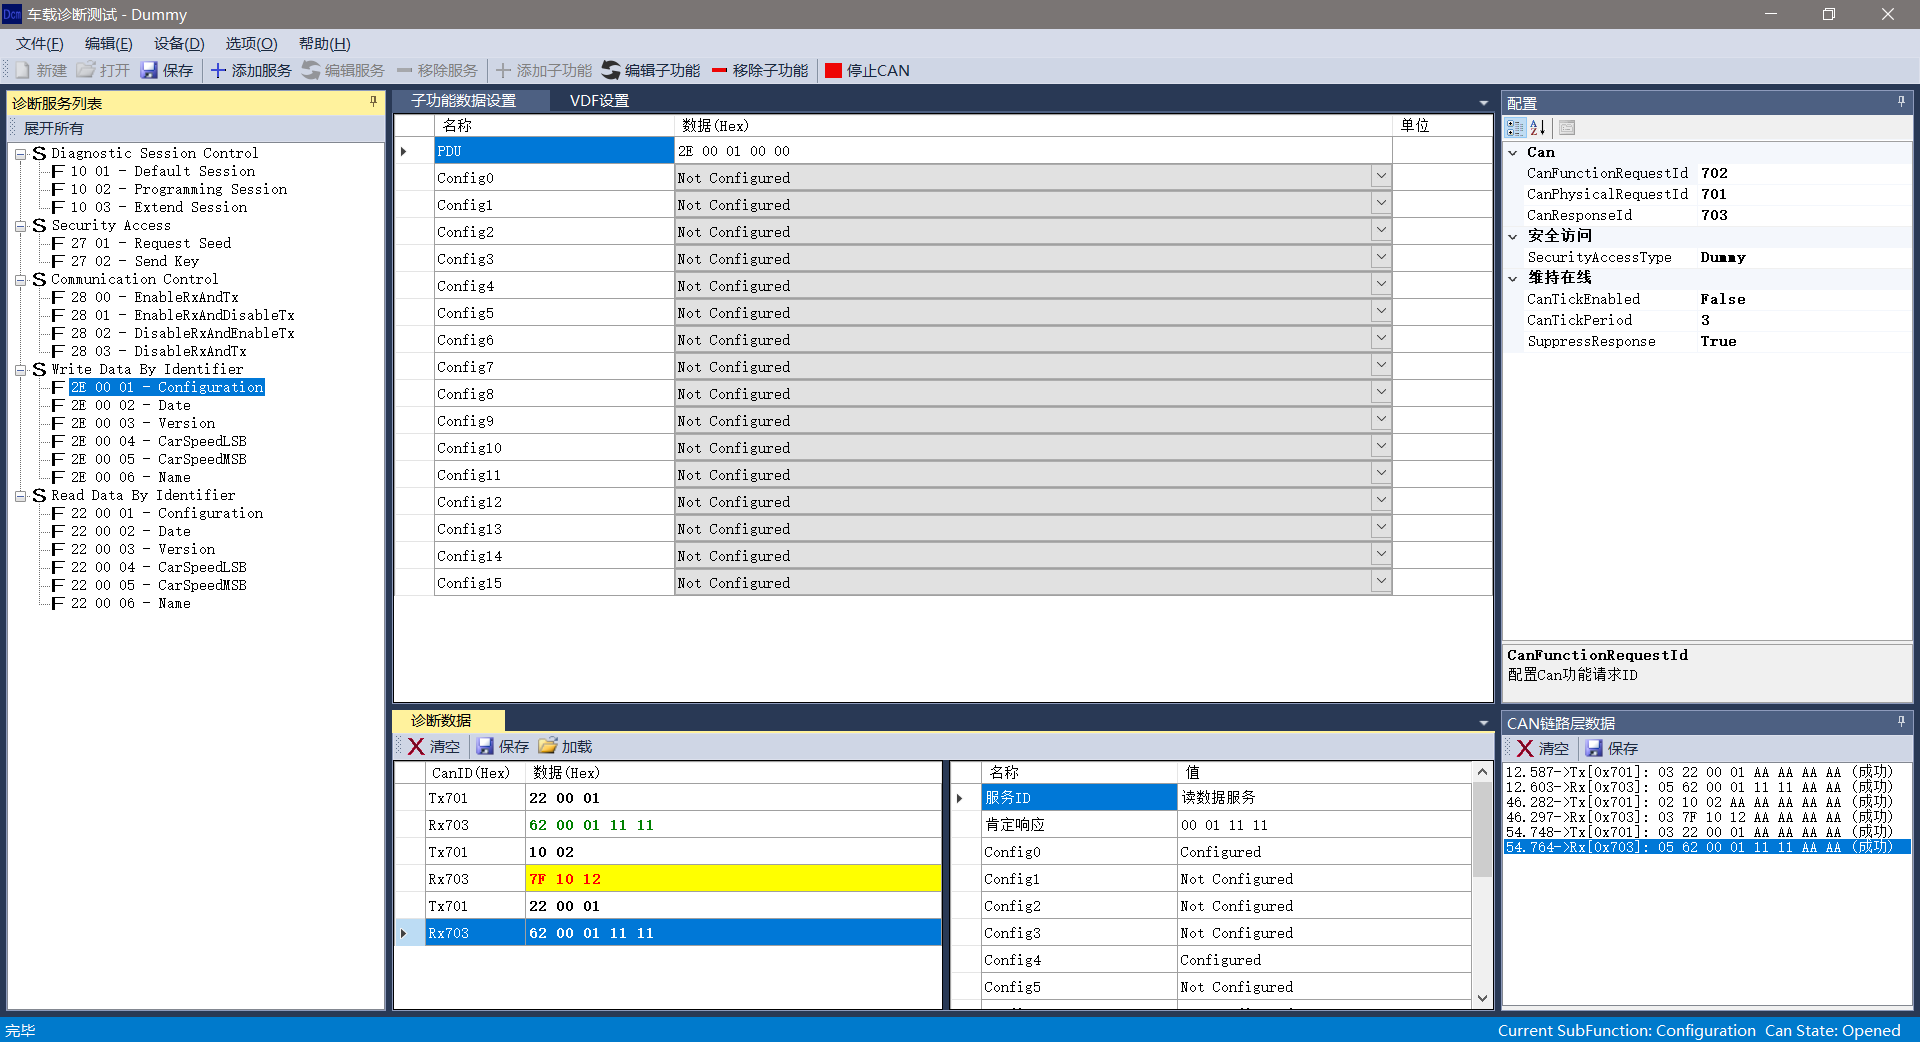 Dcm 车载诊断测试 - Dummy
文件(F) 编辑(E) 设备(D) 选项(O) 帮助(H)
新建 打开 保存 添加服务 编辑服务 移除服务 添加子功能 编辑子功能 移除子功能 停止CAN
诊断服务列表
展开所有
S Diagnostic Session Control
F 10 01 - Default Session
F 10 02 - Programming Session
F 10 03 - Extend Session
S Security Access
F 27 01 - Request Seed
F 27 02 - Send Key
S Communication Control
F 28 00 - EnableRxAndTx
F 28 01 - EnableRxAndDisableTx
F 28 02 - DisableRxAndEnableTx
F 28 03 - DisableRxAndTx
S Write Data By Identifier
F 2E 00 01 - Configuration
F 2E 00 02 - Date
F 2E 00 03 - Version
F 2E 00 04 - CarSpeedLSB
F 2E 00 05 - CarSpeedMSB
F 2E 00 06 - Name
S Read Data By Identifier
F 22 00 01 - Configuration
F 22 00 02 - Date
F 22 00 03 - Version
F 22 00 04 - CarSpeedLSB
F 22 00 05 - CarSpeedMSB
F 22 00 06 - Name
子功能数据设置 VDF设置
名称 数据(Hex) 单位
PDU 2E 00 01 00 00
Config0 Not Configured
Config1 Not Configured
Config2 Not Configured
Config3 Not Configured
Config4 Not Configured
Config5 Not Configured
Config6 Not Configured
Config7 Not Configured
Config8 Not Configured
Config9 Not Configured
Config10 Not Configured
Config11 Not Configured
Config12 Not Configured
Config13 Not Configured
Config14 Not Configured
Config15 Not Configured
配置
Can
CanFunctionRequestId 702
CanPhysicalRequestId 701
CanResponseId 703
安全访问
SecurityAccessType Dummy
维持在线
CanTickEnabled False
CanTickPeriod 3
SuppressResponse True
CanFunctionRequestId
配置Can功能请求ID
诊断数据
清空 保存 加载
CanID(Hex) 数据(Hex)
Tx701 22 00 01
Rx703 62 00 01 11 11
Tx701 10 02
Rx703 7F 10 12
Tx701 22 00 01
Rx703 62 00 01 11 11
名称 值
服务ID 读数据服务
肯定响应 00 01 11 11
Config0 Configured
Config1 Not Configured
Config2 Not Configured
Config3 Not Configured
Config4 Configured
Config5 Not Configured
CAN链路层数据
清空 保存
12.587->Tx[0x701]: 03 22 00 01 AA AA AA AA (成功)
12.603->Rx[0x703]: 05 62 00 01 11 11 AA AA (成功)
46.282->Tx[0x701]: 02 10 02 AA AA AA AA AA (成功)
46.297->Rx[0x703]: 03 7F 10 12 AA AA AA AA (成功)
54.748->Tx[0x701]: 03 22 00 01 AA AA AA AA (成功)
54.764->Rx[0x703]: 05 62 00 01 11 11 AA AA (成功)
完毕 Current SubFunction: Configuration Can State: Opened